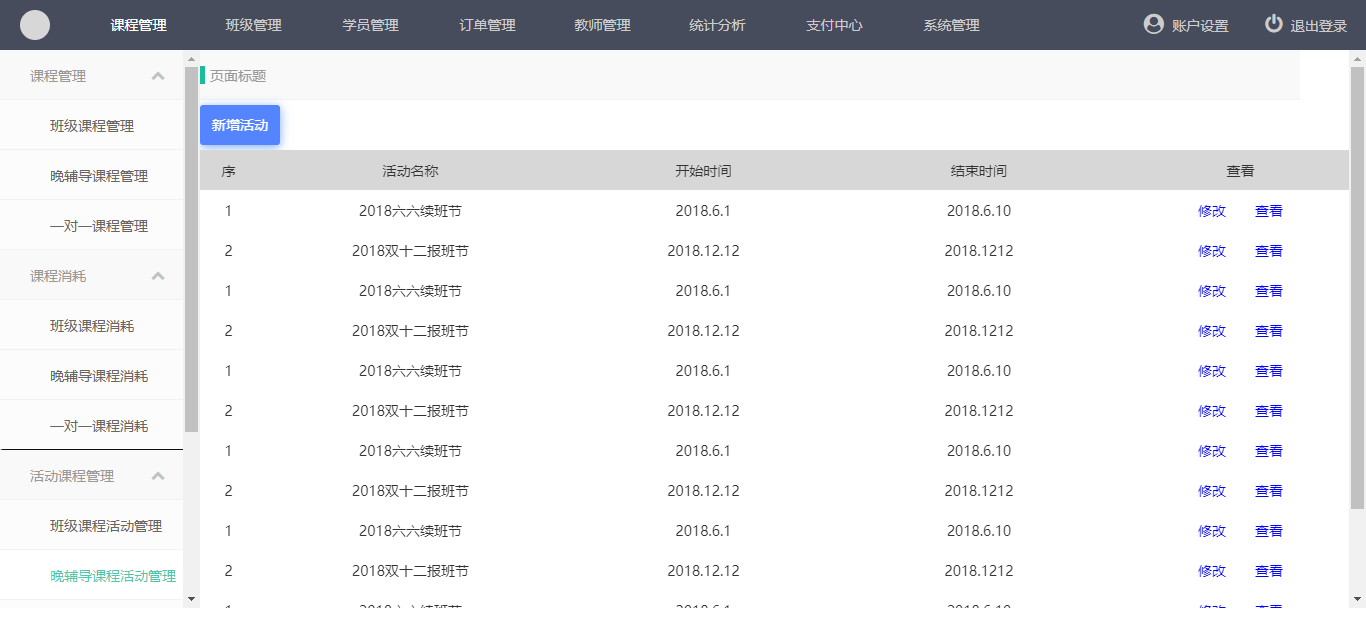 课程管理 班级管理 学员管理 订单管理 教师管理 统计分析 支付中心 系统管理 账户设置 退出登录
课程管理
班级课程管理
晚辅导课程管理
一对一课程管理
课程消耗
班级课程消耗
晚辅导课程消耗
一对一课程消耗
活动课程管理
班级课程活动管理
晚辅导课程活动管理
页面标题
新增活动
序 活动名称 开始时间 结束时间 查看
1 2018六六续班节 2018.6.1 2018.6.10 修改 查看
2 2018双十二报班节 2018.12.12 2018.1212 修改 查看
1 2018六六续班节 2018.6.1 2018.6.10 修改 查看
2 2018双十二报班节 2018.12.12 2018.1212 修改 查看
1 2018六六续班节 2018.6.1 2018.6.10 修改 查看
2 2018双十二报班节 2018.12.12 2018.1212 修改 查看
1 2018六六续班节 2018.6.1 2018.6.10 修改 查看
2 2018双十二报班节 2018.12.12 2018.1212 修改 查看
1 2018六六续班节 2018.6.1 2018.6.10 修改 查看
2 2018双十二报班节 2018.12.12 2018.1212 修改 查看